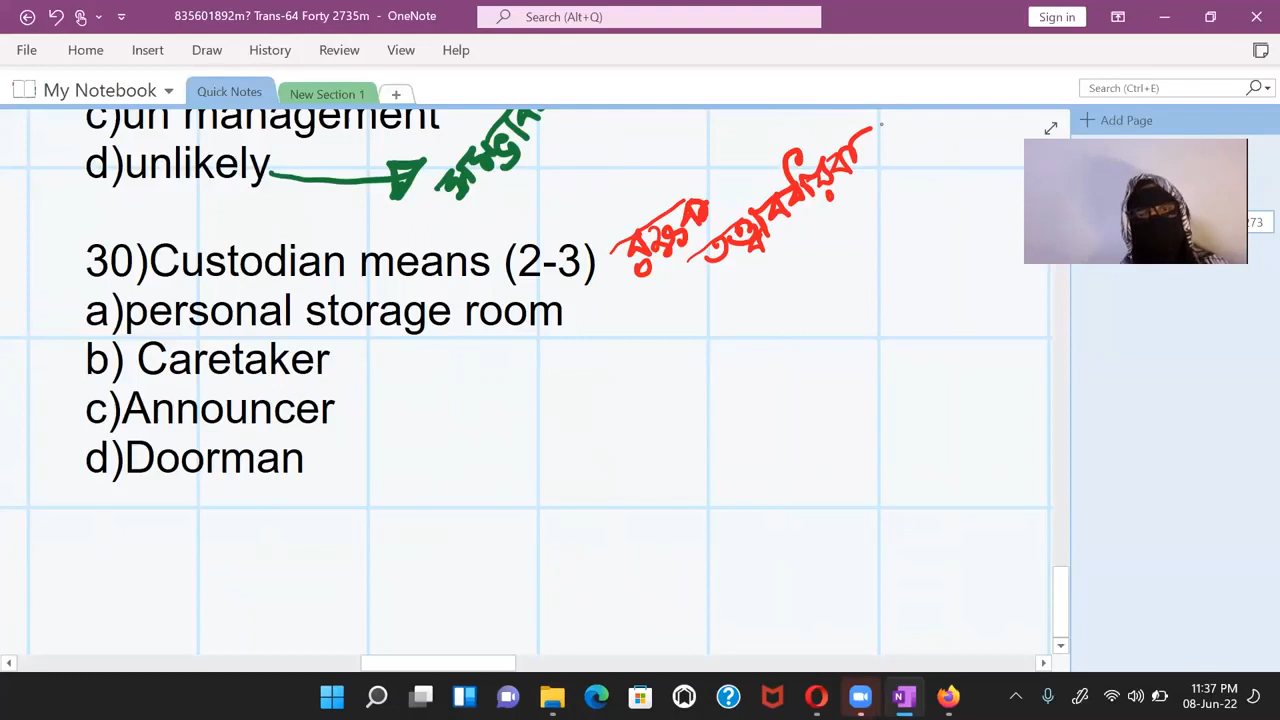 835601892m? Trans-64 Forty 2735m - OneNote
Search (Alt+Q)
Sign in
File Home Insert Draw History Review View Help
My Notebook
Quick Notes
New Section 1
Search (Ctrl+E)
Add Page
273
c)un management
d)unlikely
30)Custodian means (2-3)
a)personal storage room
b) Caretaker
c)Announcer
d)Doorman
11:37 PM
08-Jun-22